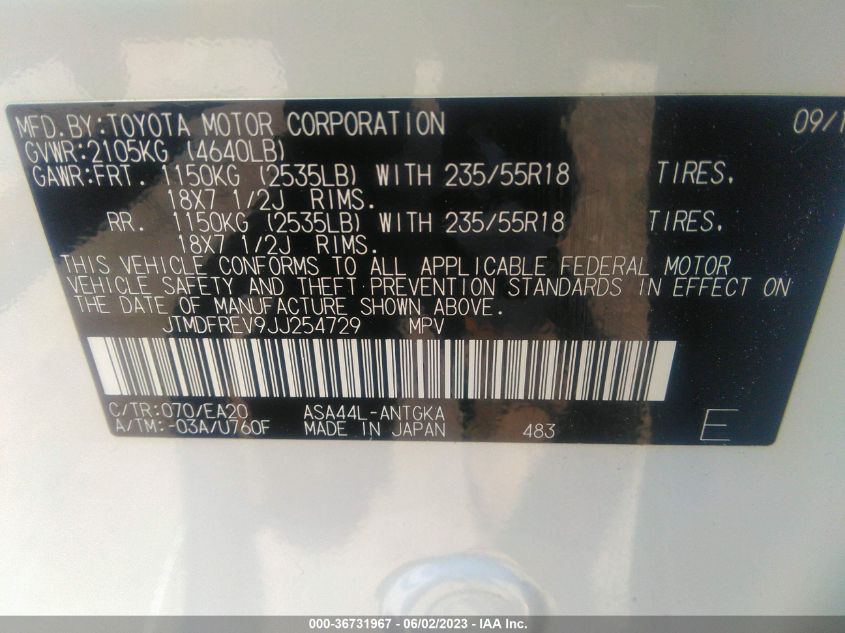 MFD.BY:TOYOTA MOTOR CORPORATION 09/1
GVWR:2105KG (4640LB)
GAWR:FRT. 1150KG (2535LB) WITH 235/55R18 TIRES,
18X7 1/2J RIMS.
RR. 1150KG (2535LB) WITH 235/55R18 TIRES,
18X7 1/2J RIMS.
THIS VEHICLE CONFORMS TO ALL APPLICABLE FEDERAL MOTOR
VEHICLE SAFETY AND THEFT PREVENTION STANDARDS IN EFFECT ON
THE DATE OF MANUFACTURE SHOWN ABOVE.
JTMDFREV9JJ254729 MPV
C/TR:070/EA20 ASA44L-ANTGKA
A/TM:-03A/U760F MADE IN JAPAN 483 E
000-36731967 - 06/02/2023 - IAA Inc.